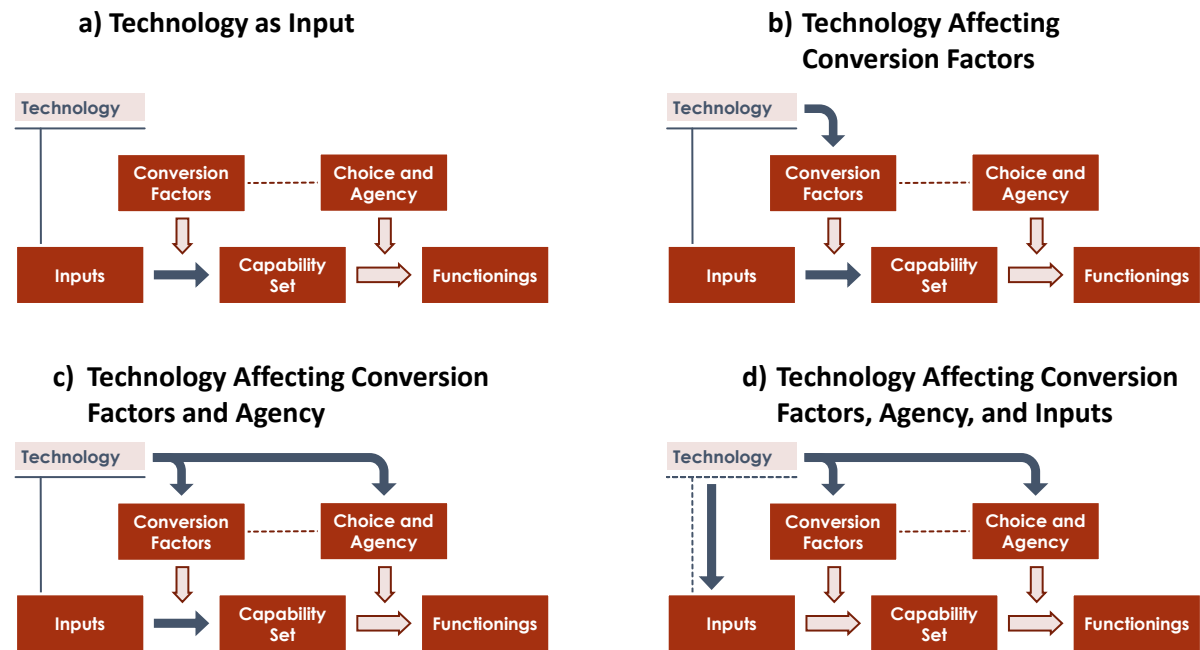 a) Technology as Input
Technology
Conversion
Factors
Choice and
Agency
Inputs
Capability
Set
Functionings
b) Technology Affecting
Conversion Factors
Technology
Conversion
Factors
Choice and
Agency
Inputs
Capability
Set
Functionings
c) Technology Affecting Conversion
Factors and Agency
Technology
Conversion
Factors
Choice and
Agency
Inputs
Capability
Set
Functionings
d) Technology Affecting Conversion
Factors, Agency, and Inputs
Technology
Conversion
Factors
Choice and
Agency
Inputs
Capability
Set
Functionings